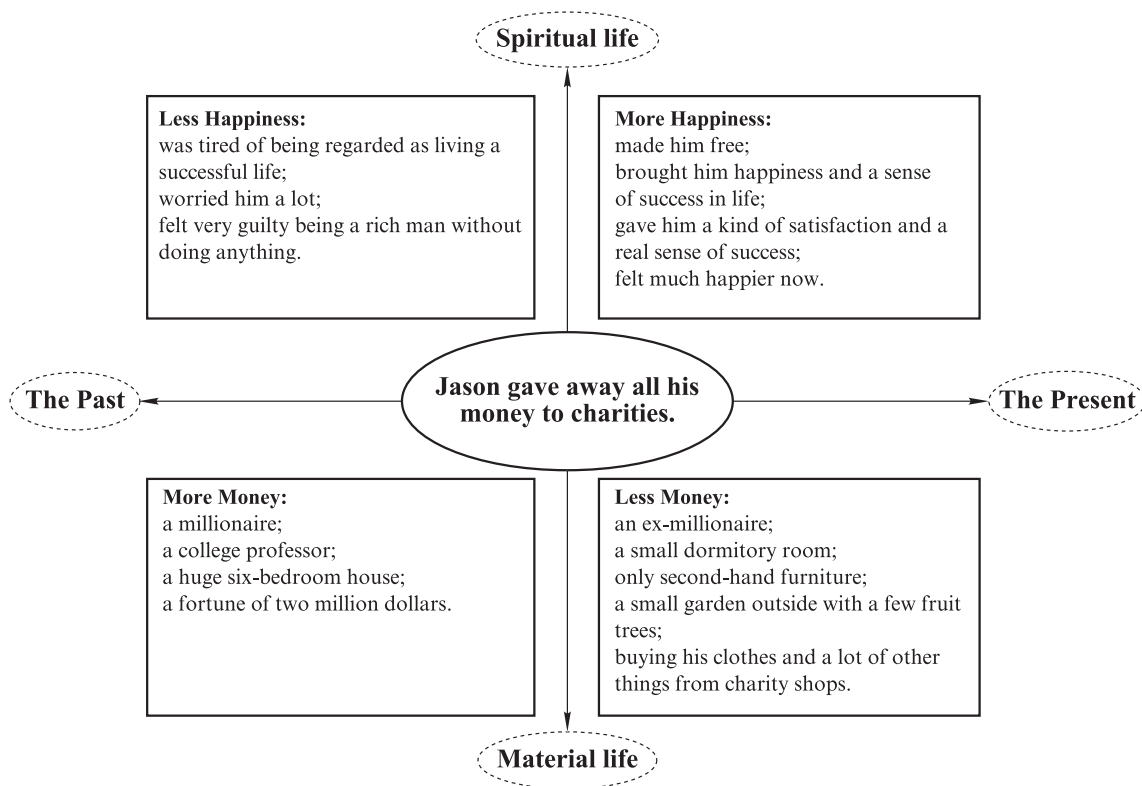 Spiritual life
Less Happiness:
was tired of being regarded as living a
successful life;
worried him a lot;
felt very guilty being a rich man without
doing anything.
More Happiness:
made him free;
brought him happiness and a sense
of success in life;
gave him a kind of satisfaction and a
real sense of success;
felt much happier now.
The Past
Jason gave away all his
money to charities.
The Present
More Money:
a millionaire;
a college professor;
a huge six-bedroom house;
a fortune of two million dollars.
Less Money:
an ex-millionaire;
a small dormitory room;
only second-hand furniture;
a small garden outside with a few fruit
trees;
buying his clothes and a lot of other
things from charity shops.
Material life